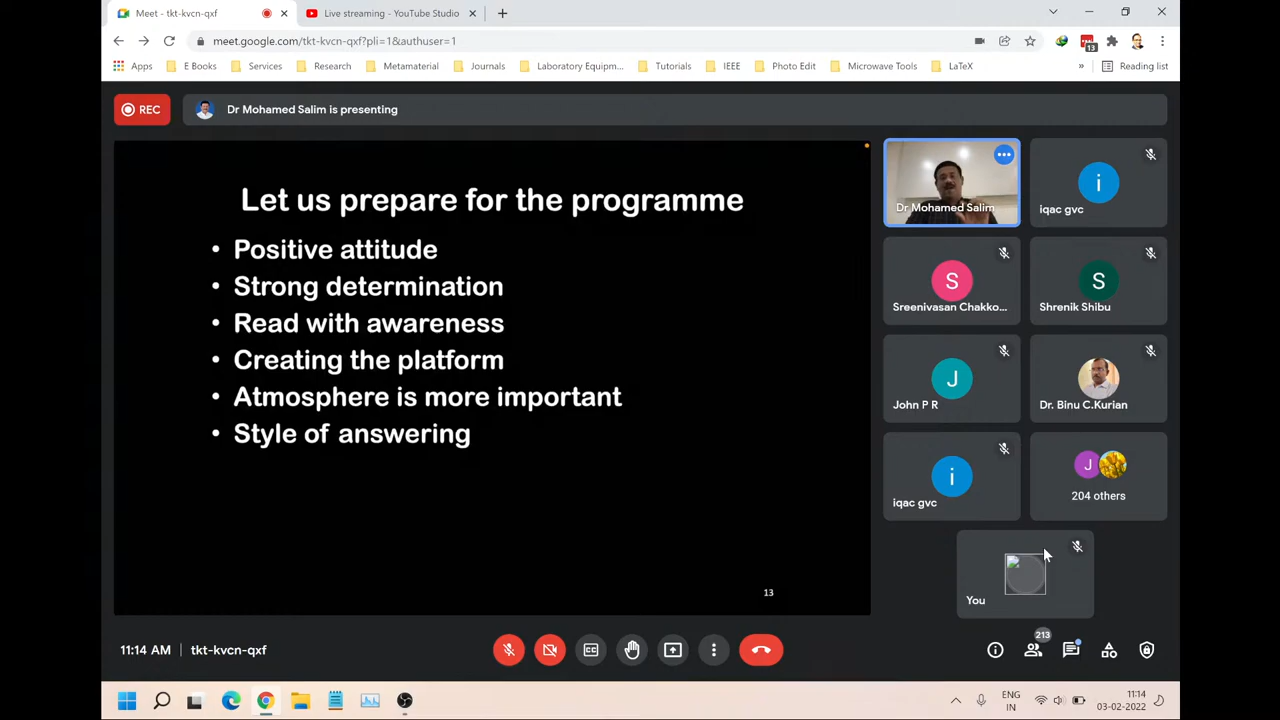 Meet - tkt-kvcn-qxf
Live streaming - YouTube Studio
meet.google.com/tkt-kvcn-qxf?pli=1&authuser=1
13
Apps
E Books
Services
Research
Metamaterial
Journals
Laboratory Equipm...
Tutorials
IEEE
Photo Edit
Microwave Tools
LaTeX
»
Reading list
REC
Dr Mohamed Salim is presenting
Let us prepare for the programme
• Positive attitude
• Strong determination
• Read with awareness
• Creating the platform
• Atmosphere is more important
• Style of answering
13
Dr Mohamed Salim
i
iqac gvc
S
Sreenivasan Chakko...
S
Shrenik Shibu
J
John P R
Dr. Binu C.Kurian
i
iqac gvc
J
204 others
You
11:14 AM
tkt-kvcn-qxf
213
ENG
IN
11:14
03-02-2022